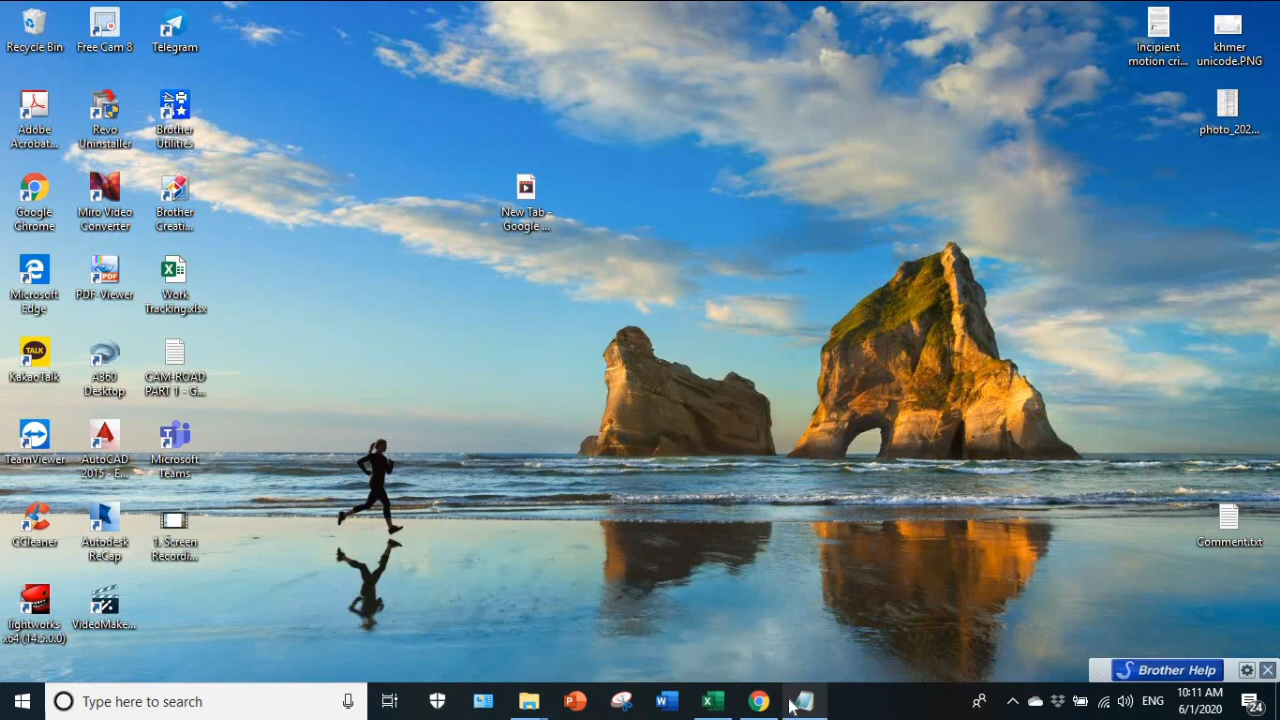 Recycle Bin
Free Cam 8
Telegram
Adobe
Acrobat...
Revo
Uninstaller
Brother
Utilities
Google
Chrome
Miro Video
Converter
Brother
Creati...
Microsoft
Edge
PDF-Viewer
Work
Tracking.xlsx
TALK
KakaoTalk
A360
Desktop
CAM-ROAD
PART 1 - G...
TeamViewer
AutoCAD
2015 - E...
Microsoft
Teams
CCleaner
Autodesk
ReCap
1. Screen
Recordi...
lightworks
x64 (14.5.0.0)
VideoMake...
New Tab -
Google ...
Incipient
motion cri...
khmer
unicode.PNG
photo_202...
Comment.txt
Brother Help
Type here to search
ENG
10:11 AM
6/1/2020
24